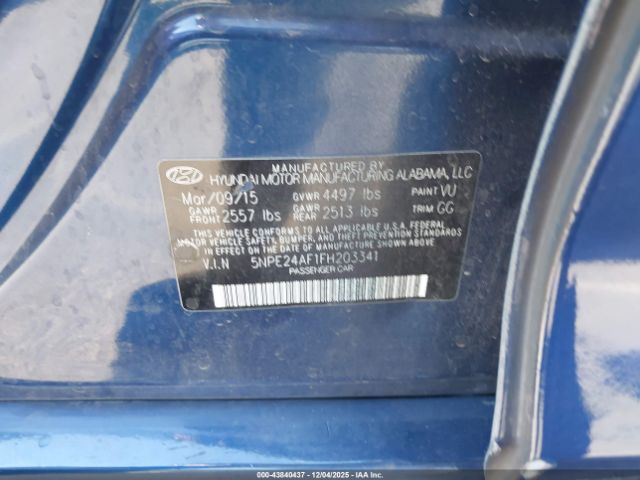 MANUFACTURED BY
HYUNDAI MOTOR MANUFACTURING ALABAMA, LLC
Mar/09/15 GVWR 4497 lbs PAINT VU
GAWR FRONT 2557 lbs GAWR REAR 2513 lbs TRIM GG
THIS VEHICLE CONFORMS TO ALL APPLICABLE U.S. FEDERAL
MOTOR VEHICLE SAFETY, BUMPER, AND THEFT PREVENTION STANDARDS
IN EFFECT ON THE DATE OF MANUFACTURE SHOWN ABOVE.
V.I.N 5NPE24AF1FH203341
PASSENGER CAR
000-43840437 - 12/04/2025 - IAAI.COM